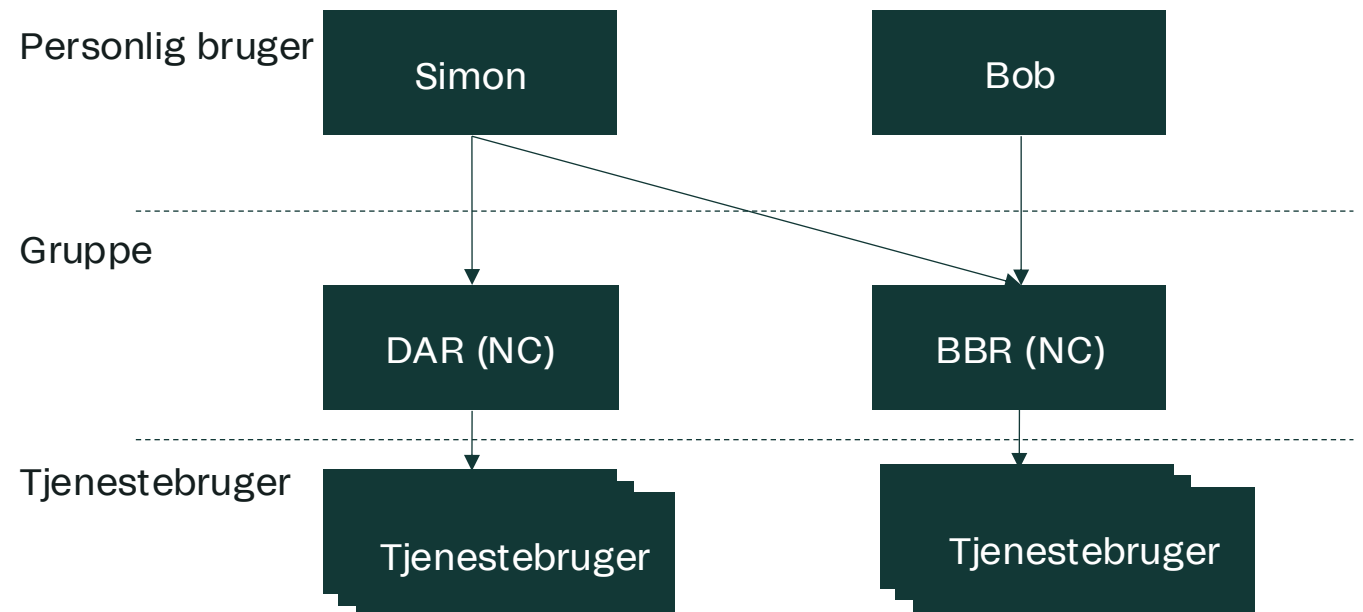 Personlig bruger
Simon
Bob
Gruppe
DAR (NC)
BBR (NC)
Tjenestebruger
Tjenestebruger
Tjenestebruger